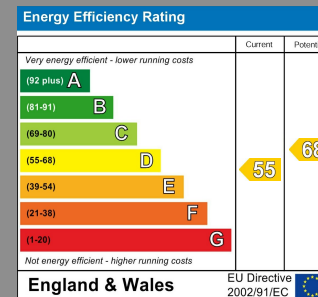 Energy Efficiency Rating
Current
Very energy efficient - lower running costs
(92 plus) A
(81-91) B
(69-80) C
(55-68) D
(39-54) E
(21-38) F
(1-20) G
55
Not energy efficient - higher running costs
England & Wales
EU Directive
2002/91/EC